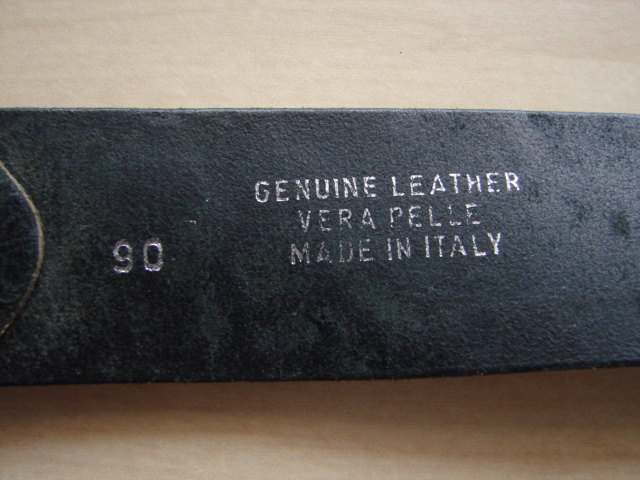 GENUINE LEATHER
VERA PELLE
MADE IN ITALY
90